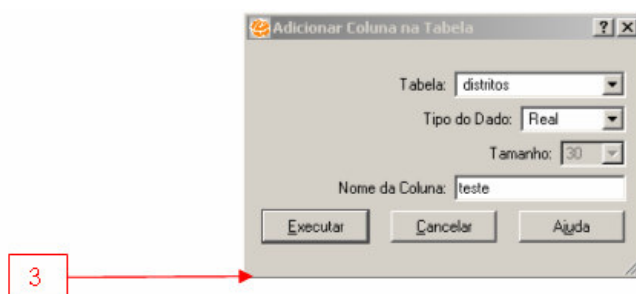 Adicionar Coluna na Tabela
Tabela: distritos
Tipo do Dado: Real
Tamanho: 30
Nome da Coluna: teste
Executar Cancelar Ajuda
3